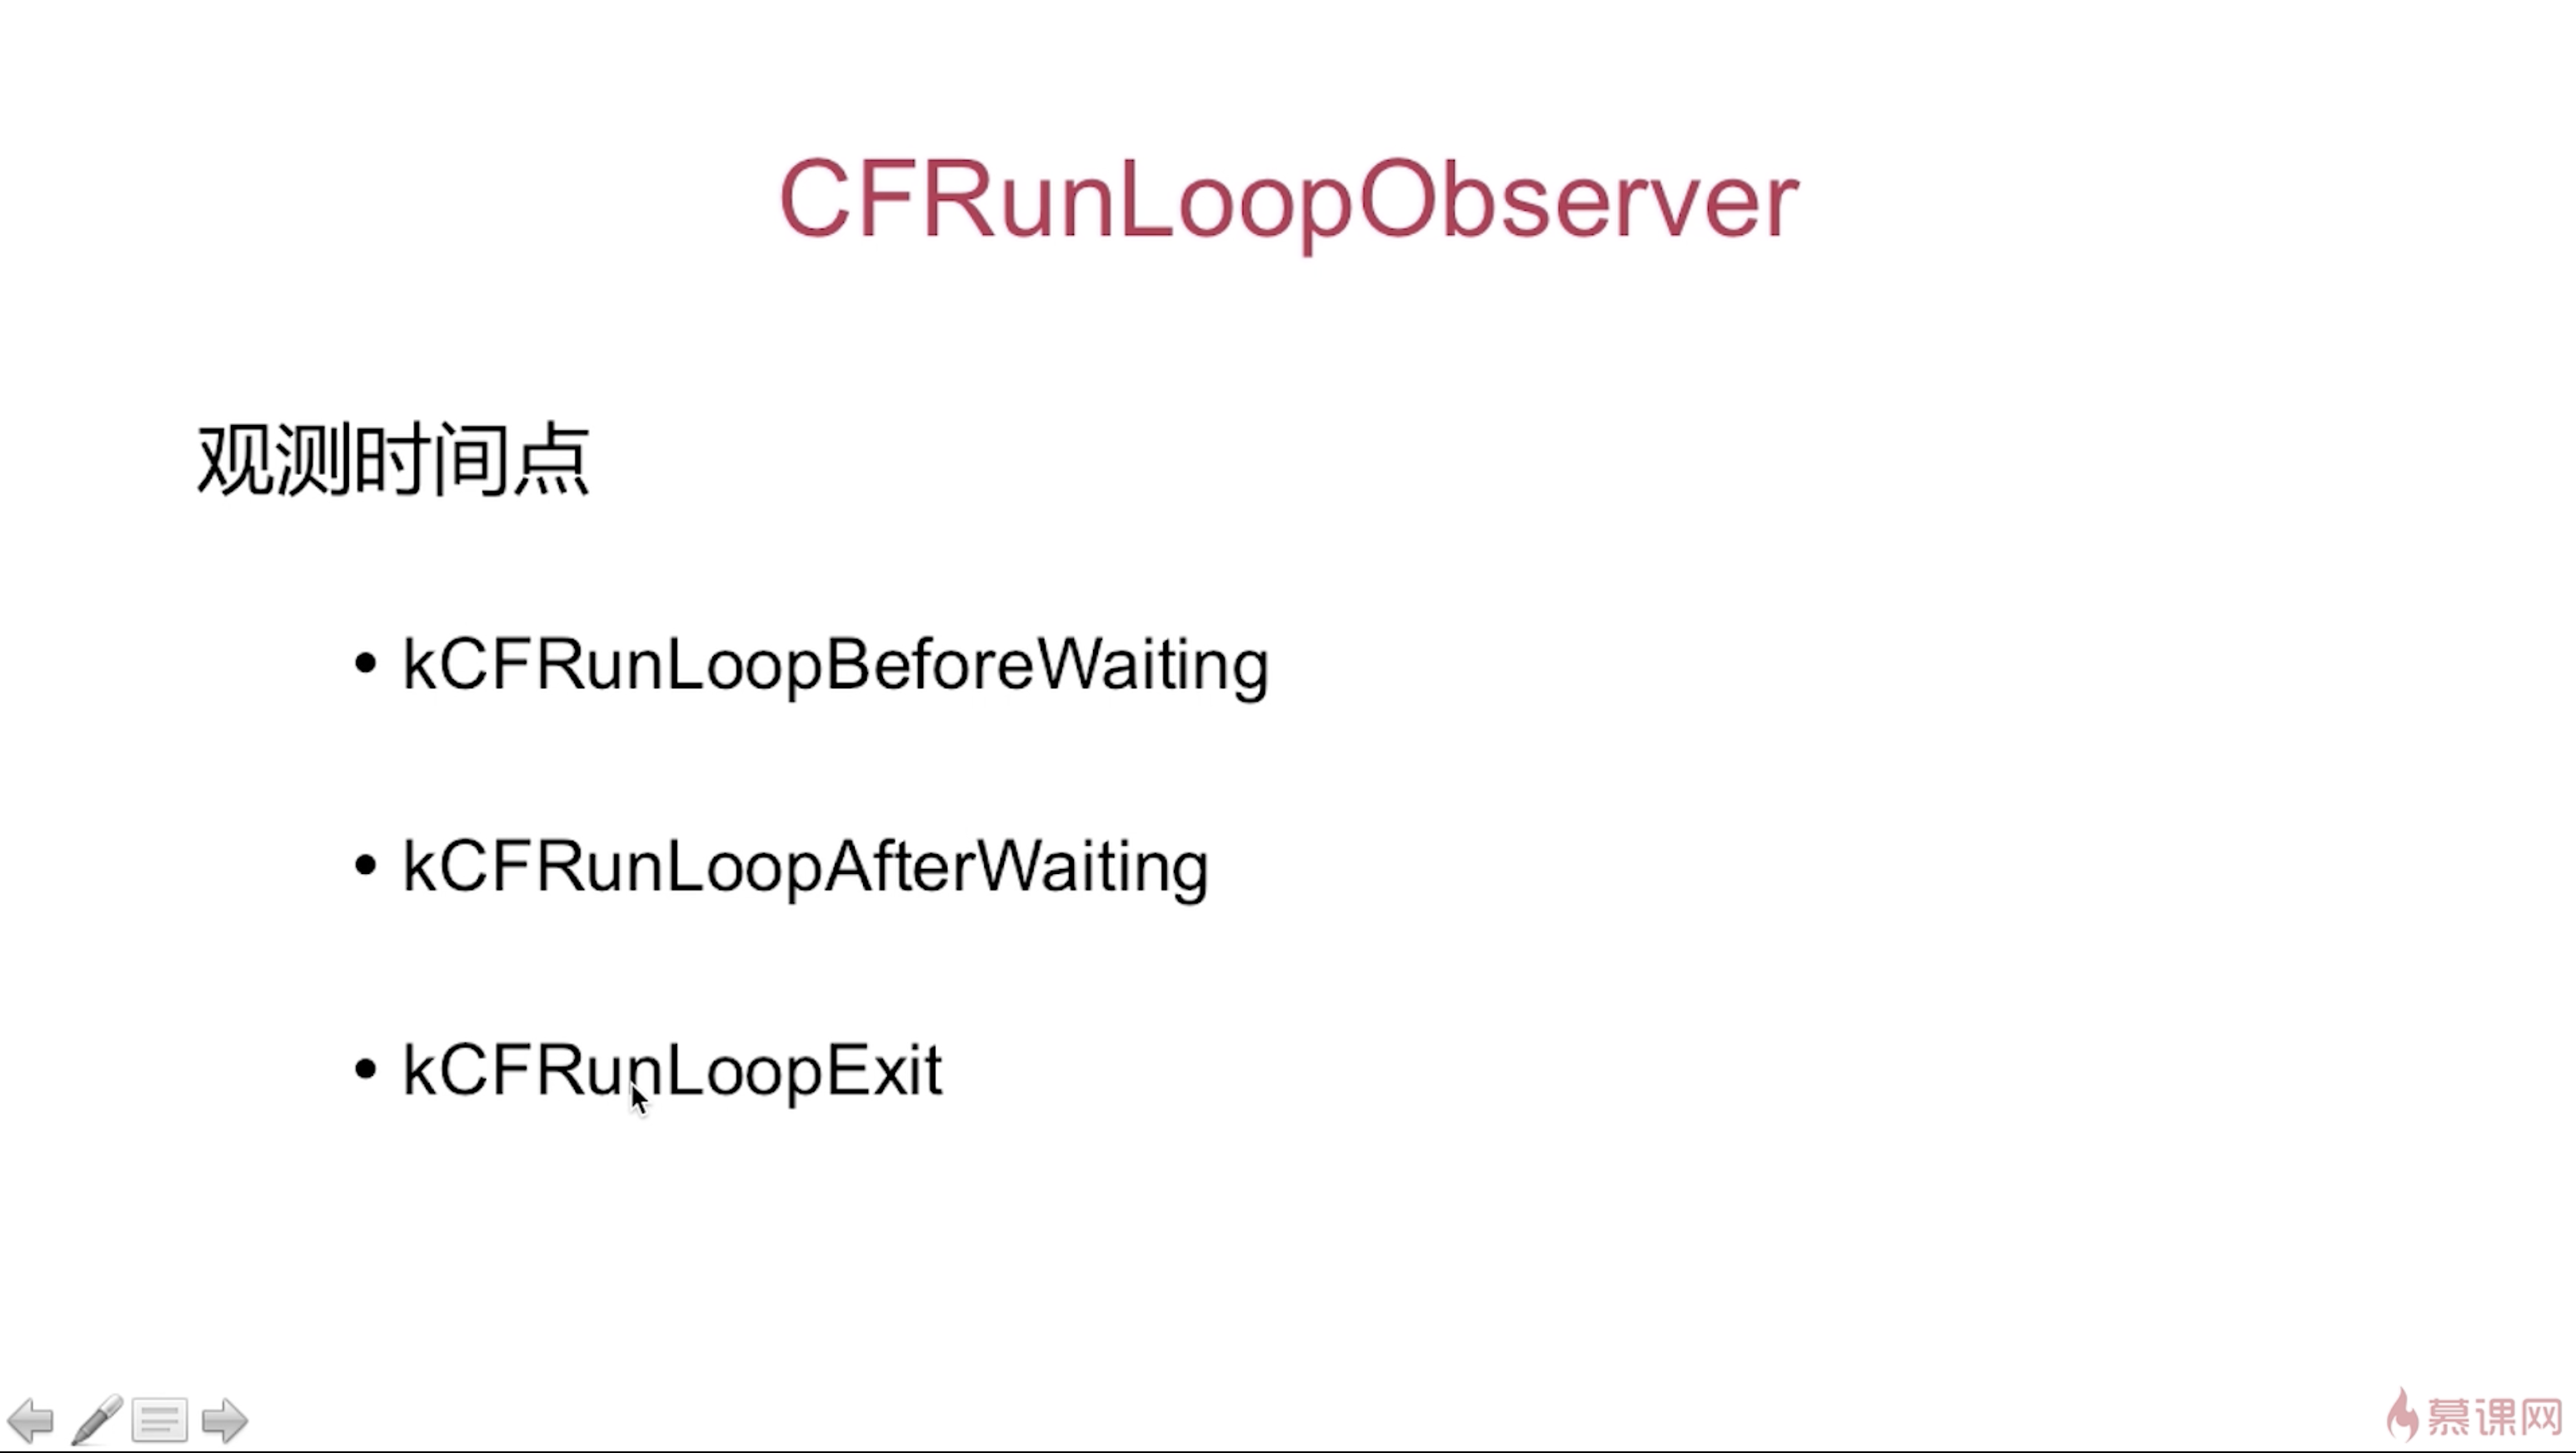 CFRunLoopObserver
观测时间点
• kCFRunLoopBeforeWaiting
• kCFRunLoopAfterWaiting
• kCFRunLoopExit
慕课网